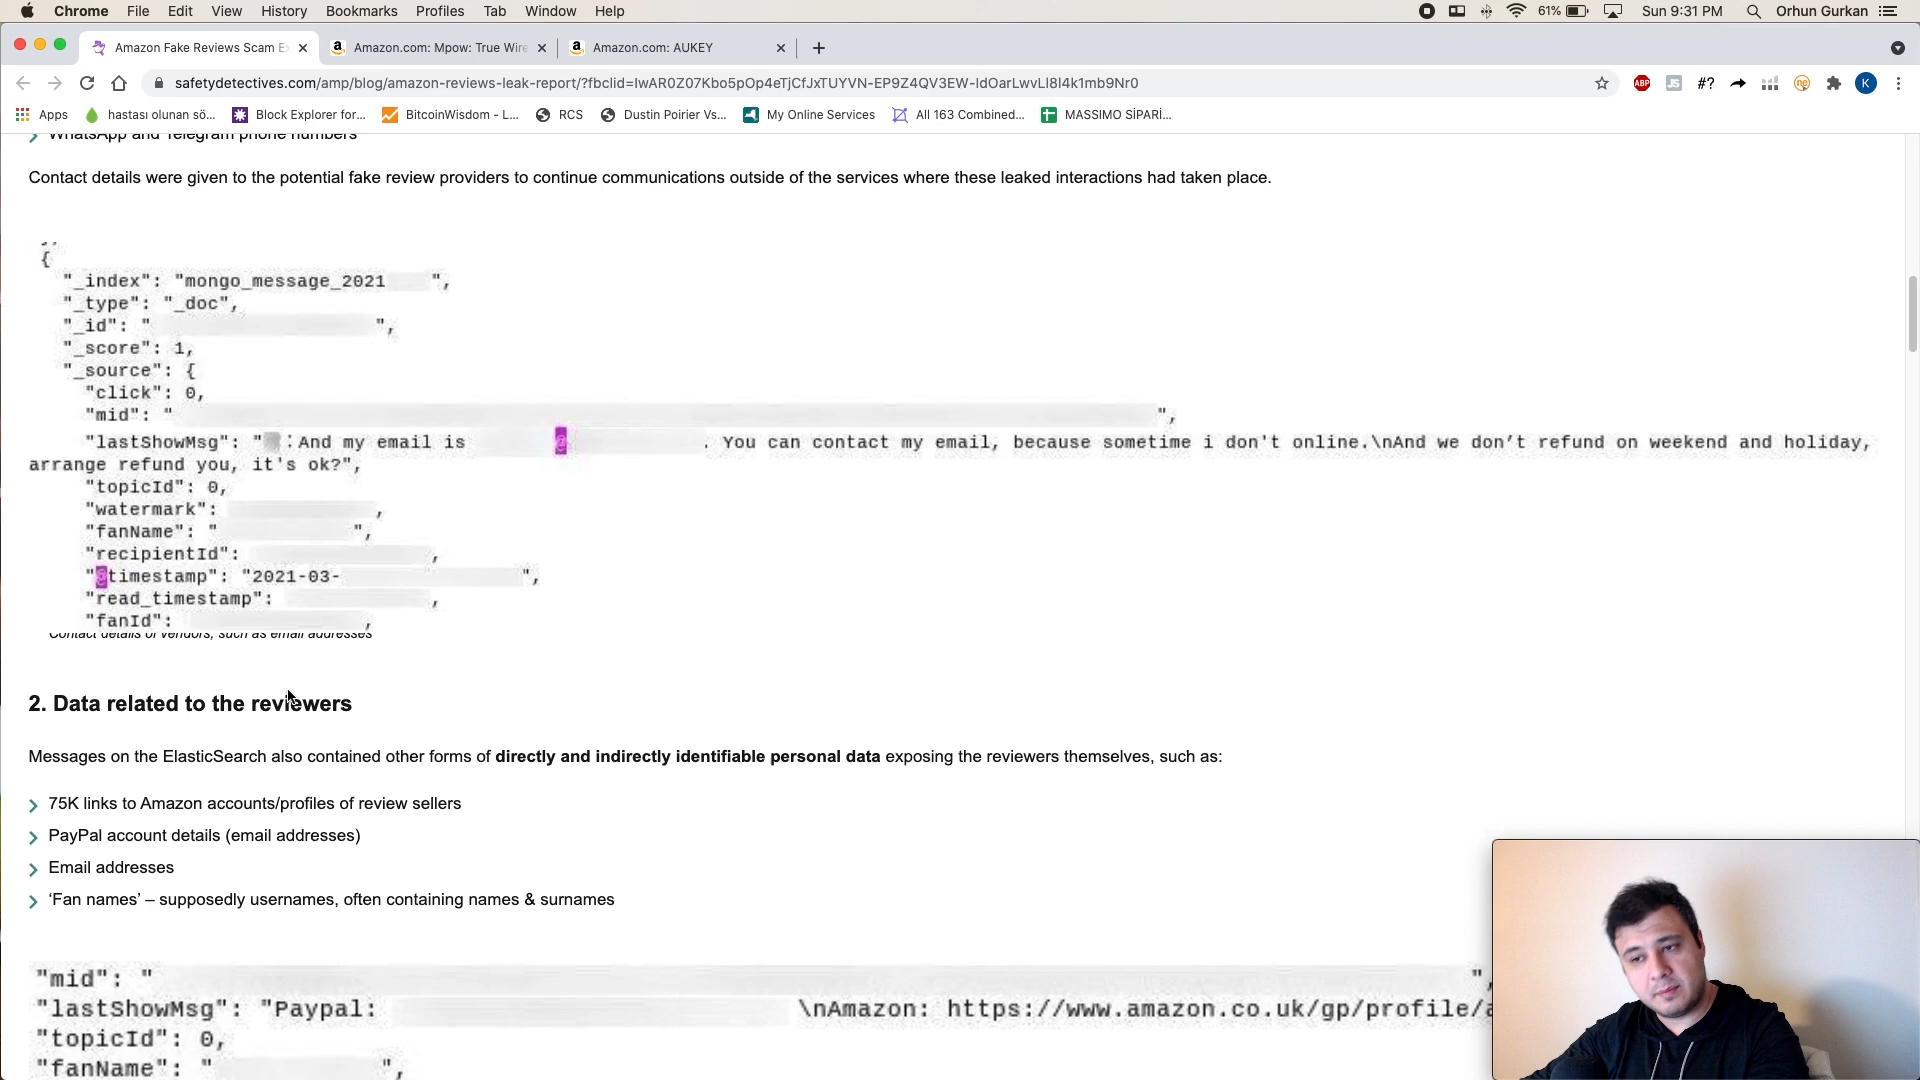 Chrome File Edit View History Bookmarks Profiles Tab Window Help 61% Sun 9:31 PM Orhun Gurkan
Amazon Fake Reviews Scam E Amazon.com: Mpow: True Wire Amazon.com: AUKEY
safetydetectives.com/amp/blog/amazon-reviews-leak-report/?fbclid=IwAR0Z07Kbo5pOp4eTjCfJxTUYVN-EP9Z4QV3EW-IdOarLwvLl8I4k1mb9Nr0 ABP JS #? K
Apps hastası olunan sö... Block Explorer for... BitcoinWisdom - L... RCS Dustin Poirier Vs... My Online Services All 163 Combined... MASSIMO SİPARİ...
WhatsApp and Telegram phone numbers
Contact details were given to the potential fake review providers to continue communications outside of the services where these leaked interactions had taken place.
{
"_index": "mongo_message_2021 ",
"_type": "_doc",
"_id": " ",
"_score": 1,
"_source": {
"click": 0,
"mid": " ",
"lastShowMsg": " :And my email is @ . You can contact my email, because sometime i don't online.\nAnd we don’t refund on weekend and holiday,
arrange refund you, it's ok?",
"topicId": 0,
"watermark": ,
"fanName": " ",
"recipientId": ,
"@timestamp": "2021-03- ",
"read_timestamp": ,
"fanId": ,
Contact details of vendors, such as email addresses
2. Data related to the reviewers
Messages on the ElasticSearch also contained other forms of directly and indirectly identifiable personal data exposing the reviewers themselves, such as:
75K links to Amazon accounts/profiles of review sellers
PayPal account details (email addresses)
Email addresses
‘Fan names’ – supposedly usernames, often containing names & surnames
"mid": " ",
"lastShowMsg": "Paypal: \nAmazon: https://www.amazon.co.uk/gp/profile/a
"topicId": 0,
"fanName": " ",